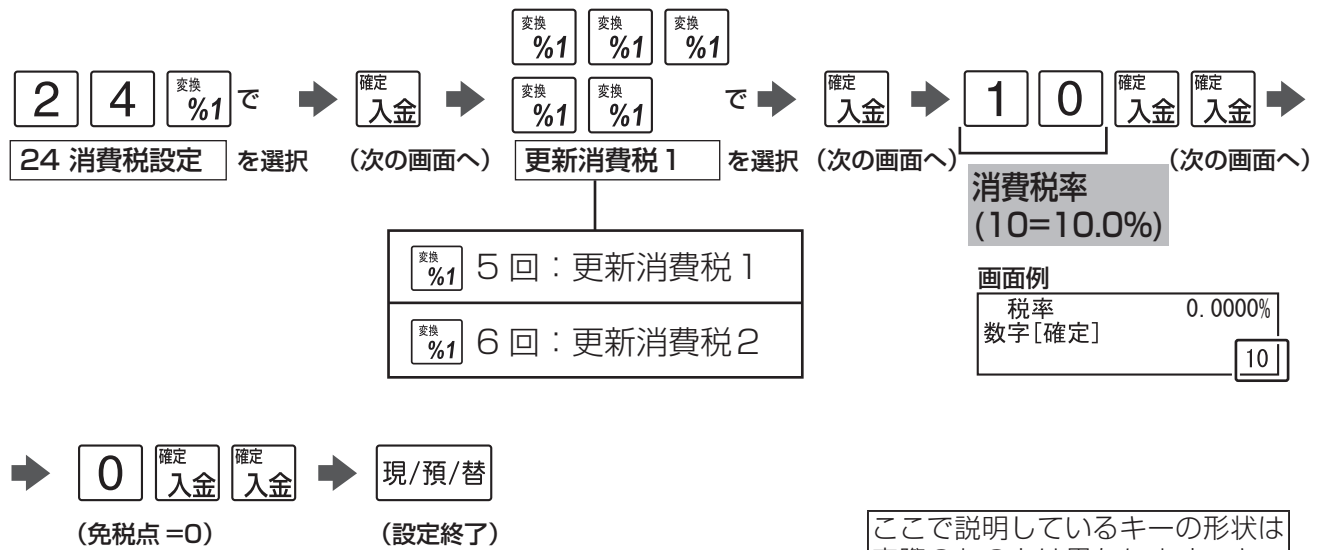 変換 %1 変換 %1 変換 %1
2 4 変換 %1 で 確定 入金 変換 %1 変換 %1 で 確定 入金 1 0 確定 入金 確定 入金
24 消費税設定 を選択 (次の画面へ) 更新消費税1 を選択 (次の画面へ) (次の画面へ)
消費税率
(10=10.0%)
変換 %1 5回:更新消費税1
変換 %1 6回:更新消費税2
画面例
税率 0.0000%
数字[確定]
10
0 確定 入金 確定 入金 現/預/替
(免税点=0) (設定終了)
ここで説明しているキーの形状は